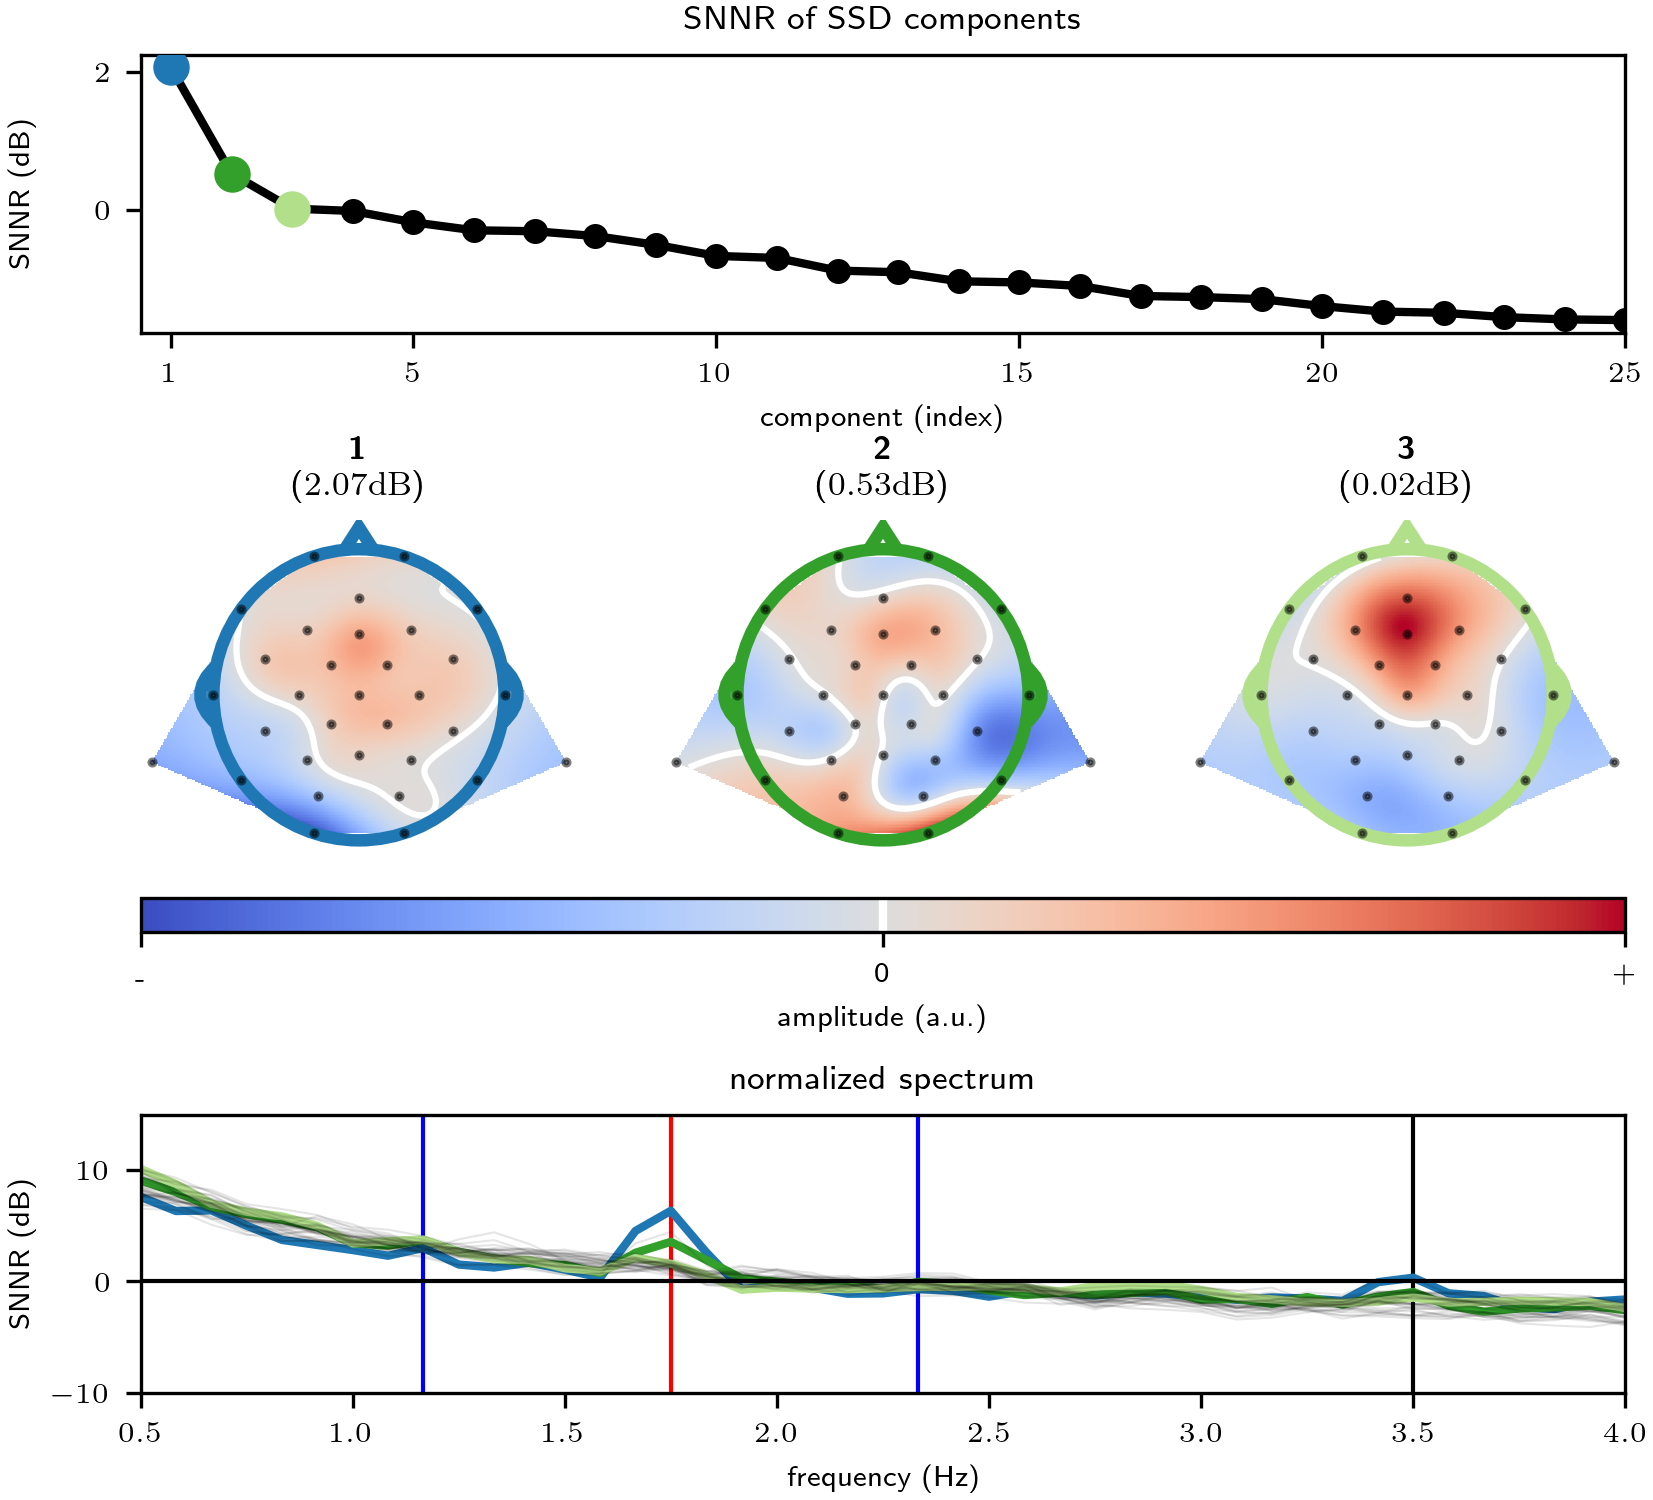 SNNR of SSD components
SNNR (dB)
2
0
1 5 10 15 20 25
component (index)
1 2 3
(2.07dB) (0.53dB) (0.02dB)
- 0 +
amplitude (a.u.)
normalized spectrum
SNNR (dB)
10
0
−10
0.5 1.0 1.5 2.0 2.5 3.0 3.5 4.0
frequency (Hz)